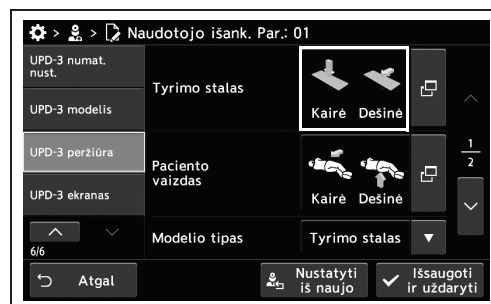 > > Naudotojo išank. Par.: 01
UPD-3 numat.
nust.
UPD-3 modelis
UPD-3 peržiūra
UPD-3 ekranas
6/6
Tyrimo stalas
Kairė Dešinė
Paciento
vaizdas
Kairė Dešinė
Modelio tipas
Tyrimo stalas
1
2
Atgal
Nustatyti
iš naujo
Išsaugoti
ir uždaryti